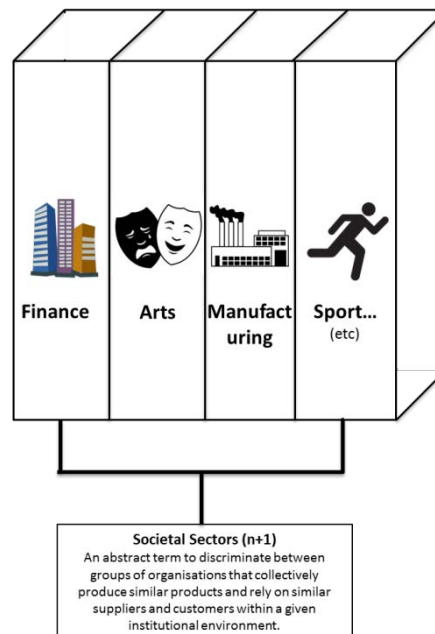 Finance
Arts
Manufact
uring
Sport...
(etc)
Societal Sectors (n+1)
An abstract term to discriminate between
groups of organisations that collectively
produce similar products and rely on similar
suppliers and customers within a given
institutional environment.